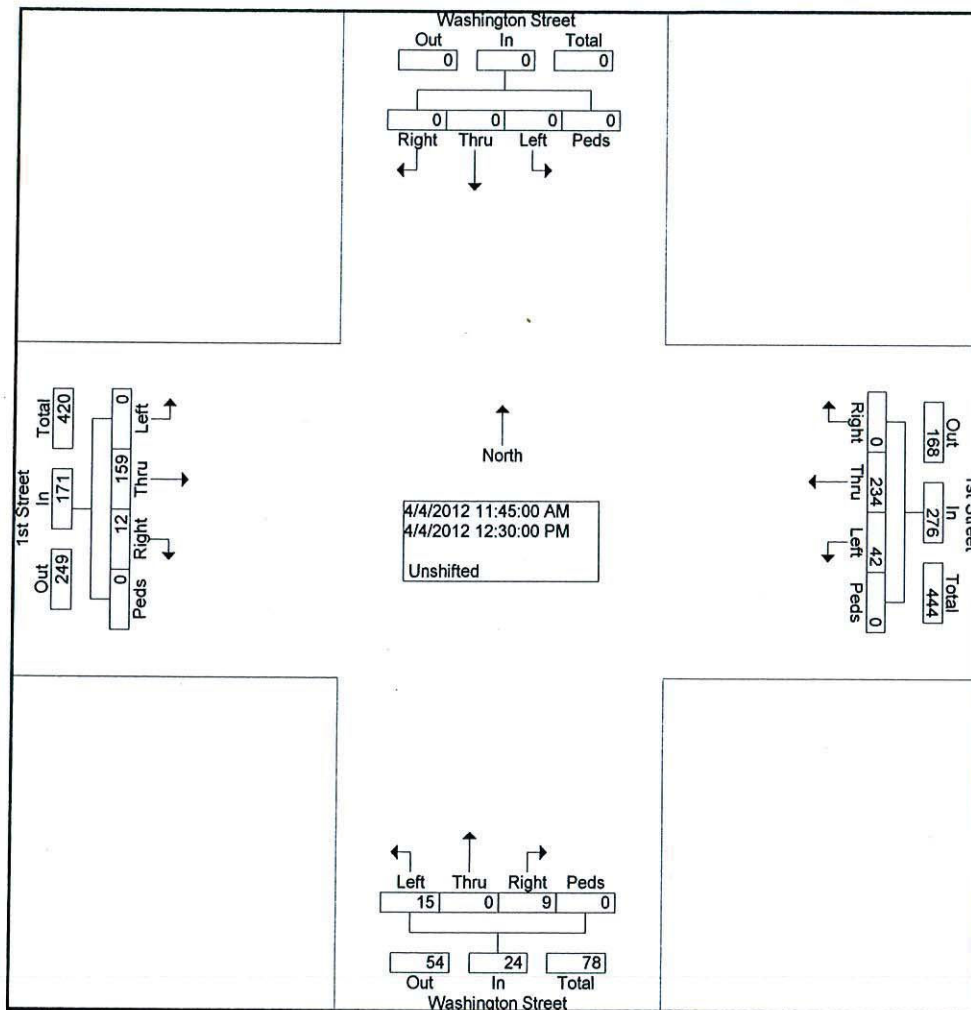 Washington Street
Out In Total
0 0 0
0 0 0 0
Right Thru Left Peds
1st Street
Total In Out
420 171 249
0 159 12 0
Left Thru Right Peds
North
4/4/2012 11:45:00 AM
4/4/2012 12:30:00 PM
Unshifted
Right Thru Left Peds
0 234 42 0
168 276 444
Out In Total
1st Street
Left Thru Right Peds
15 0 9 0
54 24 78
Out In Total
Washington Street